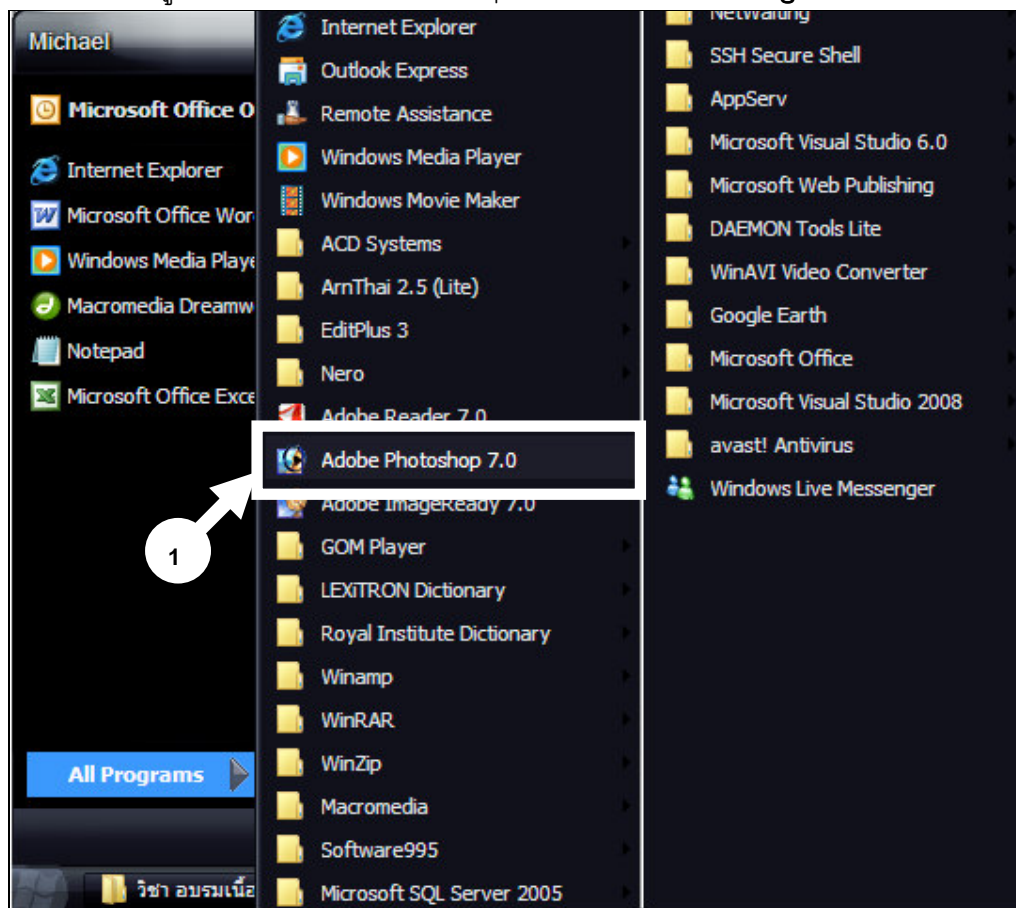 Michael
Microsoft Office O
Internet Explorer
Microsoft Office Wor
Windows Media Playe
Macromedia Dreamw
Notepad
Microsoft Office Exce
All Programs
วิชา อบรมเนื้อ
Internet Explorer
Outlook Express
Remote Assistance
Windows Media Player
Windows Movie Maker
ACD Systems
ArnThai 2.5 (Lite)
EditPlus 3
Nero
Adobe Reader 7.0
Adobe Photoshop 7.0
1
Adobe ImageReady 7.0
GOM Player
LEXiTRON Dictionary
Royal Institute Dictionary
Winamp
WinRAR
WinZip
Macromedia
Software995
Microsoft SQL Server 2005
NetWaiting
SSH Secure Shell
AppServ
Microsoft Visual Studio 6.0
Microsoft Web Publishing
DAEMON Tools Lite
WinAVI Video Converter
Google Earth
Microsoft Office
Microsoft Visual Studio 2008
avast! Antivirus
Windows Live Messenger